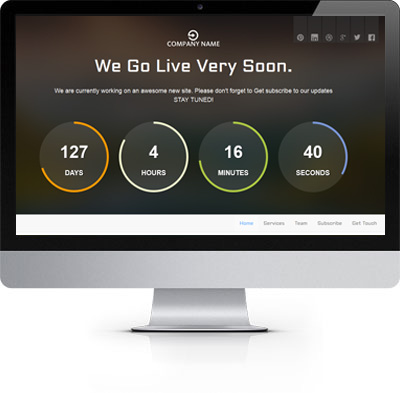 COMPANY NAME
We Go Live Very Soon.
We are currently working on an awesome new site. Please don't forget to Get subscribe to our updates
STAY TUNED!
127 4 16 40
DAYS HOURS MINUTES SECONDS
Home Services Team Subscribe Get Touch